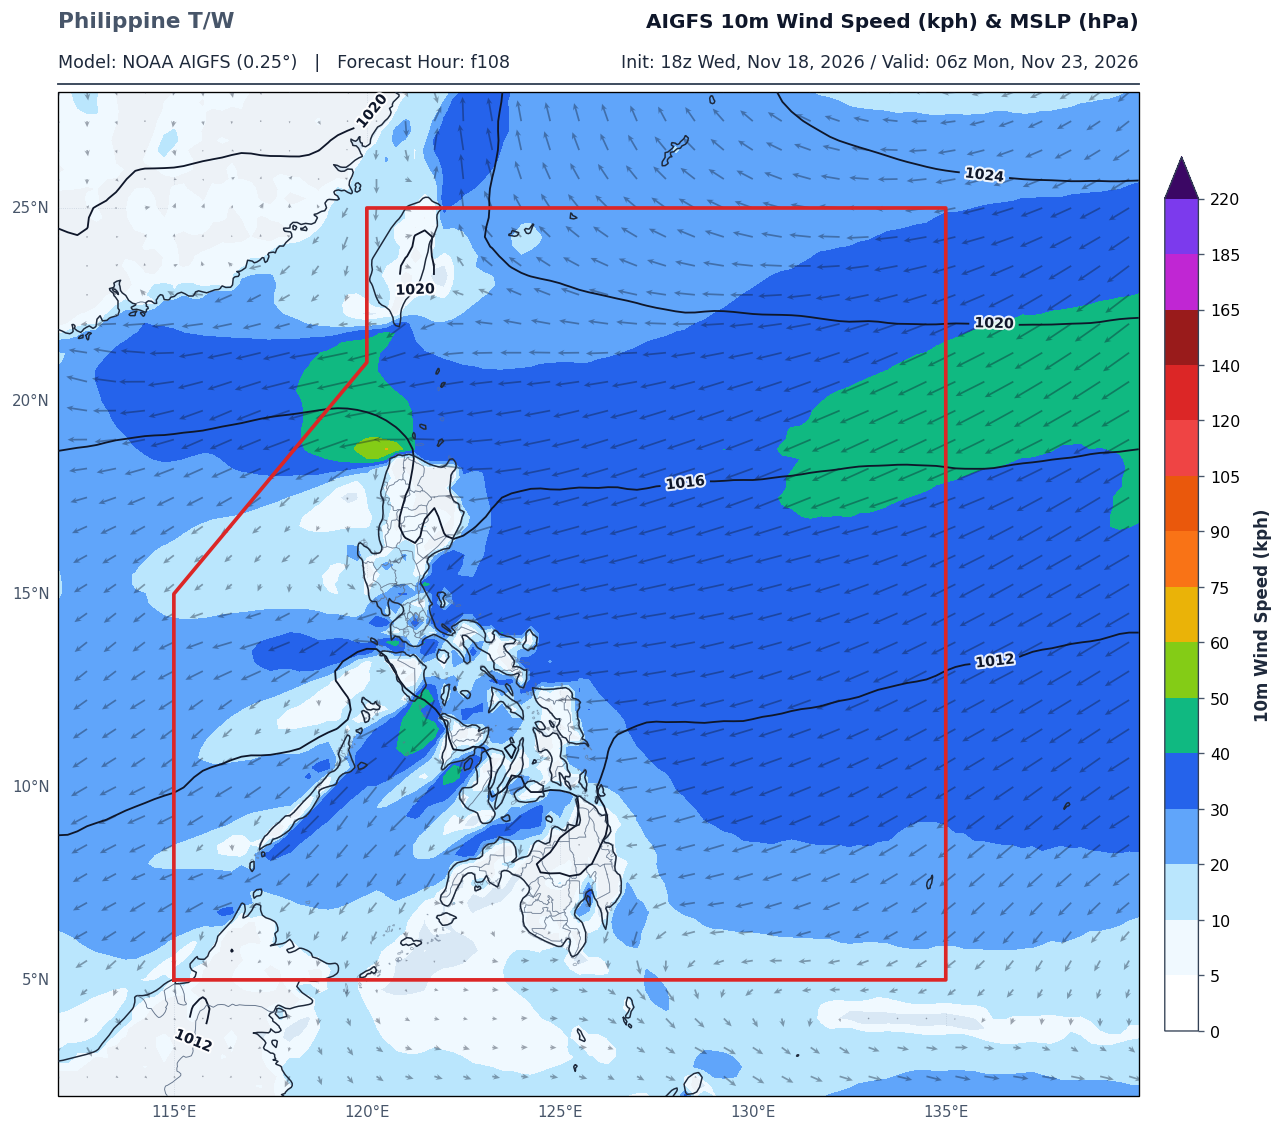 Philippine T/W
AIGFS 10m Wind Speed (kph) & MSLP (hPa)
Model: NOAA AIGFS (0.25°) | Forecast Hour: f108
Init: 18z Wed, Nov 18, 2026 / Valid: 06z Mon, Nov 23, 2026
1020
1024
25°N
1020
1020
20°N
1016
15°N
1012
10°N
5°N
1012
115°E
120°E
125°E
130°E
135°E
220
185
165
140
120
105
90
75
60
50
40
30
20
10
5
0
10m Wind Speed (kph)